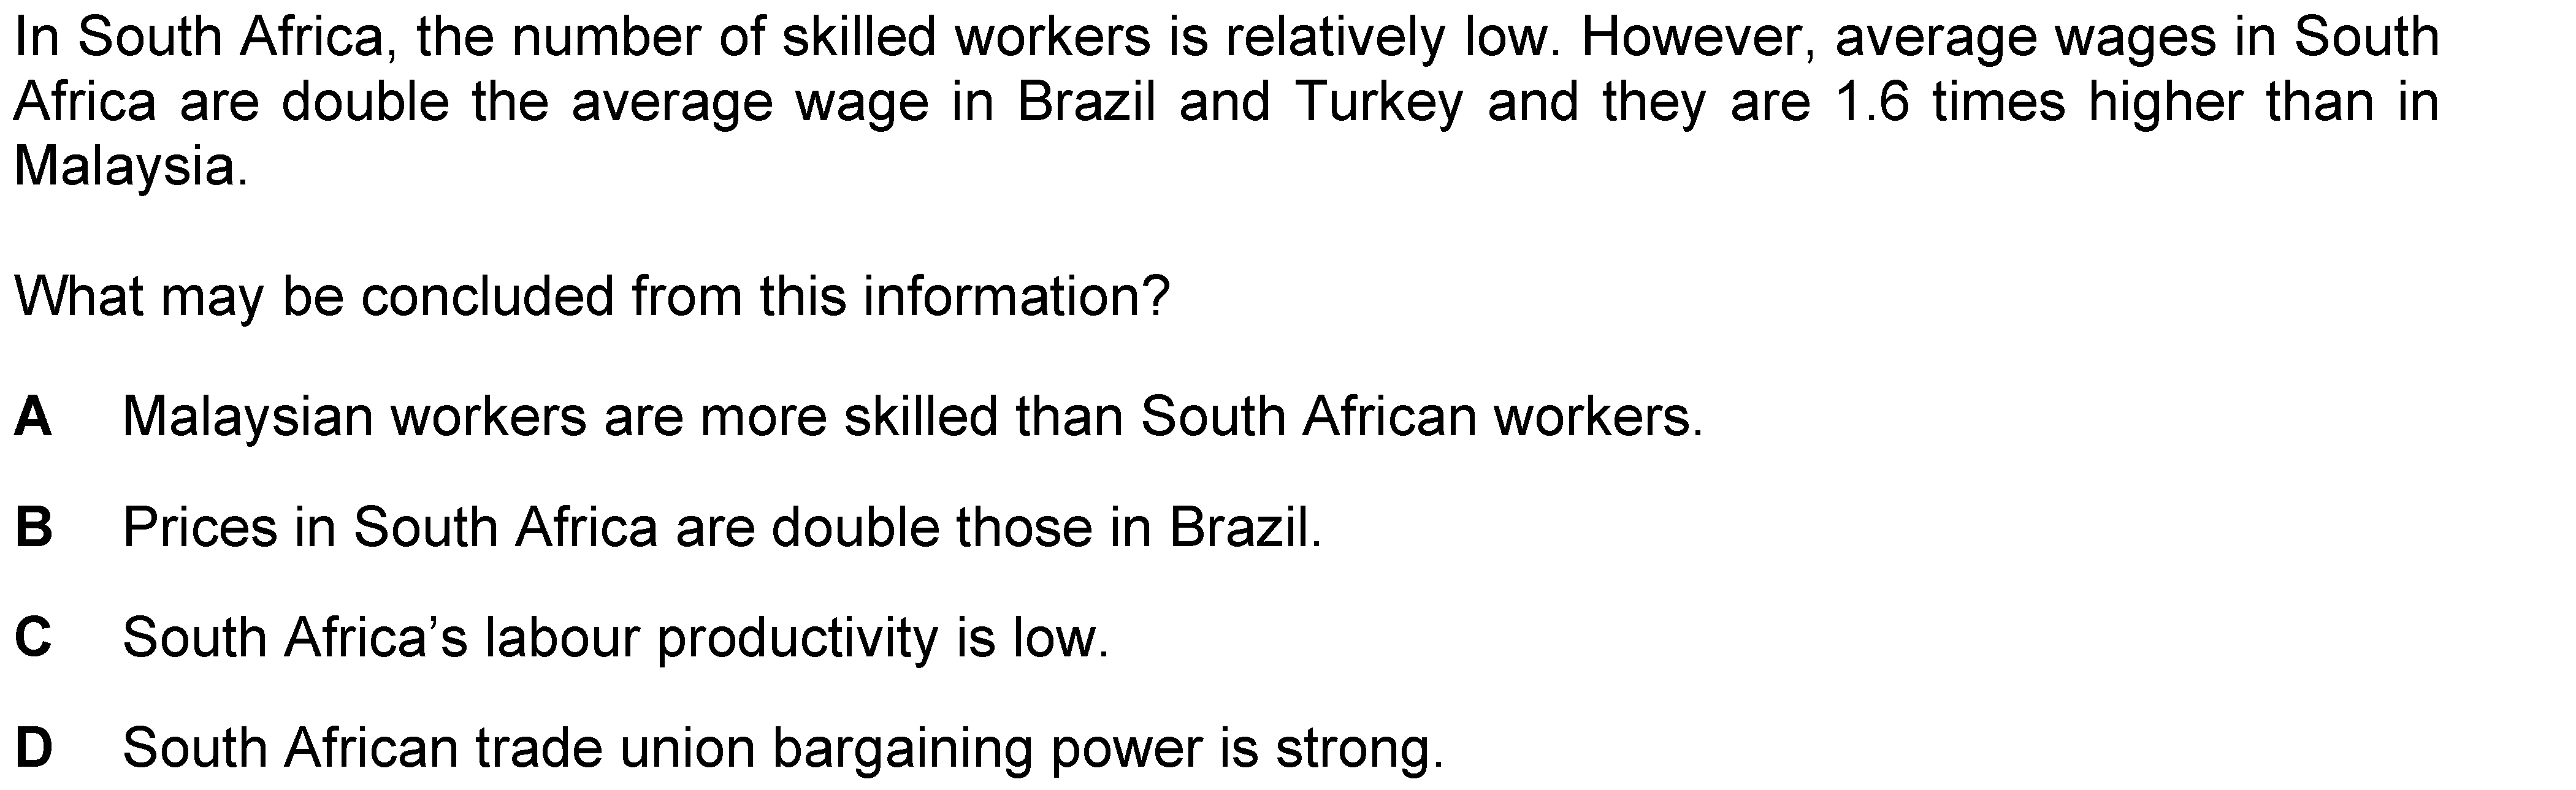 In South Africa, the number of skilled workers is relatively low. However, average wages in South
Africa are double the average wage in Brazil and Turkey and they are 1.6 times higher than in
Malaysia.
What may be concluded from this information?
A Malaysian workers are more skilled than South African workers.
B Prices in South Africa are double those in Brazil.
C South Africa’s labour productivity is low.
D South African trade union bargaining power is strong.